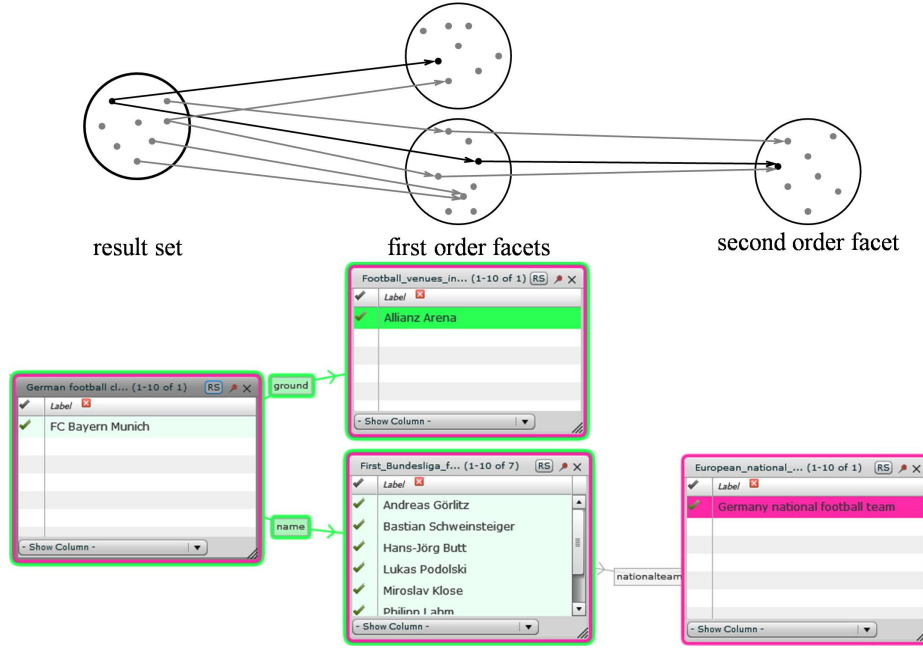 result set
first order facets
second order facet
Football_venues_in... (1-10 of 1) RS
Label
Allianz Arena
- Show Column -
German football cl... (1-10 of 1) RS
Label
FC Bayern Munich
- Show Column -
ground
name
First_Bundesliga_f... (1-10 of 7) RS
Label
Andreas Görlitz
Bastian Schweinsteiger
Hans-Jörg Butt
Lukas Podolski
Miroslav Klose
Philipp Lahm
- Show Column -
nationalteam
European_national_... (1-10 of 1) RS
Label
Germany national football team
- Show Column -